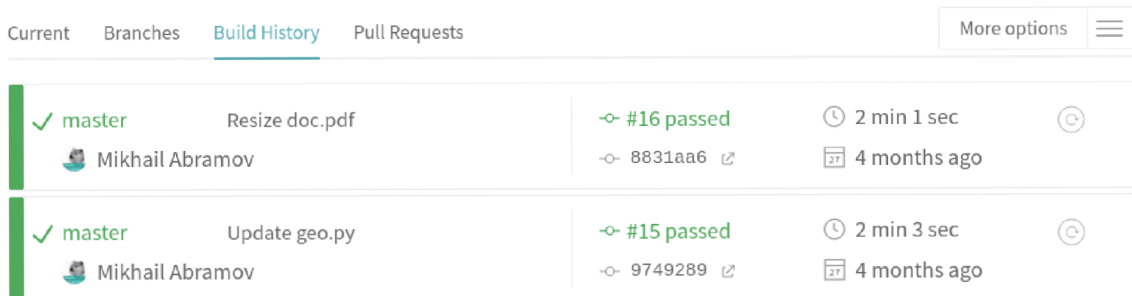 Current Branches Build History Pull Requests More options
master Resize doc.pdf #16 passed 2 min 1 sec
Mikhail Abramov 8831aa6 27 4 months ago
master Update geo.py #15 passed 2 min 3 sec
Mikhail Abramov 9749289 27 4 months ago